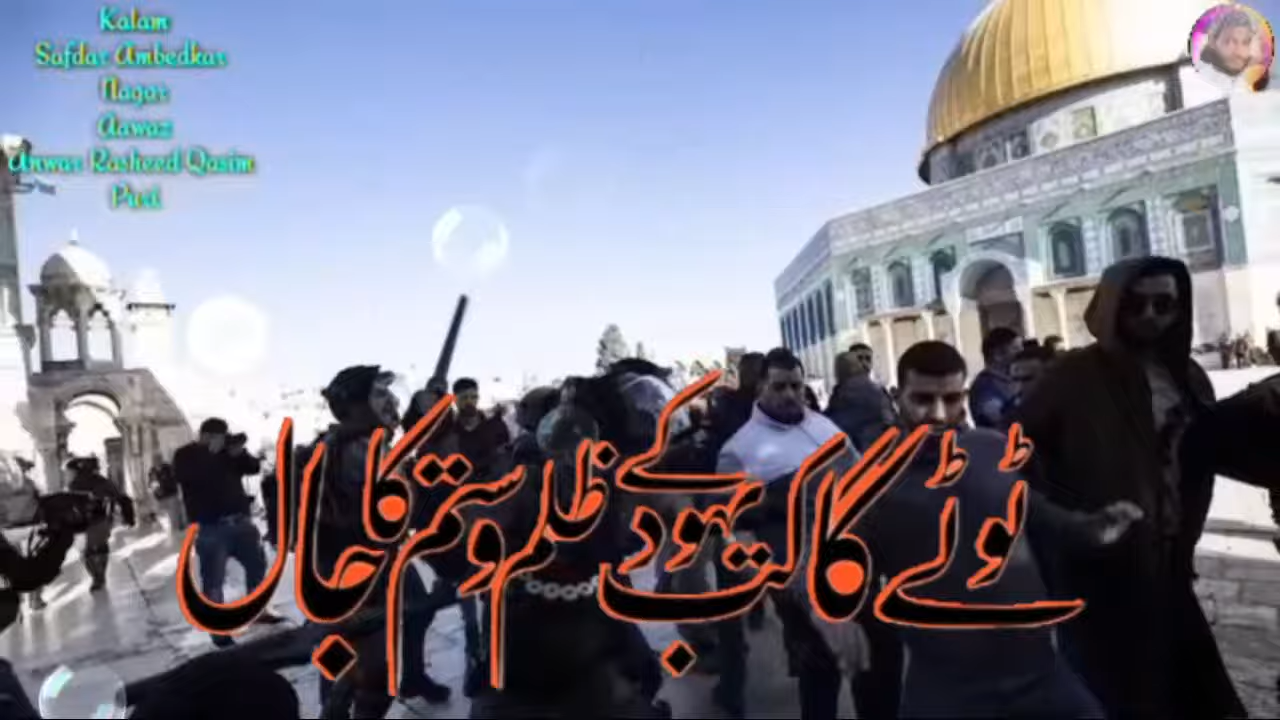 Kalam
Safdar Ambedkar
Nagar
Aawaz
Anwar Rasheed Qasim
Puri
ٹوٹے گا کب یہود کے ظلم و ستم کا جال